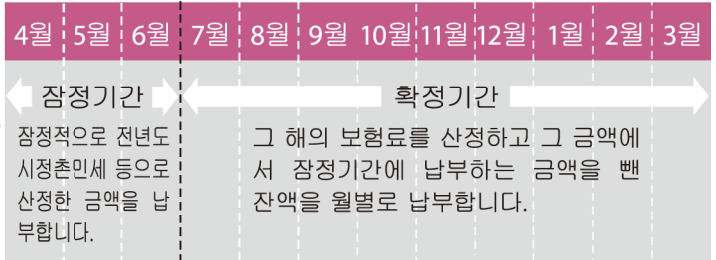 4월 5월 6월 7월 8월 9월 10월 11월 12월 1월 2월 3월
잠정기간
잠정적으로 전년도
시정촌민세 등으로
산정한 금액을 납
부합니다.
확정기간
그 해의 보험료를 산정하고 그 금액에
서 잠정기간에 납부하는 금액을 뺀
잔액을 월별로 납부합니다.